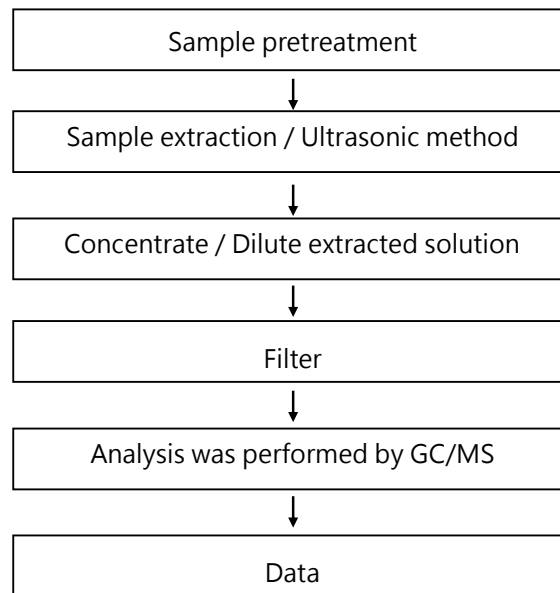 Sample pretreatment
Sample extraction / Ultrasonic method
Concentrate / Dilute extracted solution
Filter
Analysis was performed by GC/MS
Data